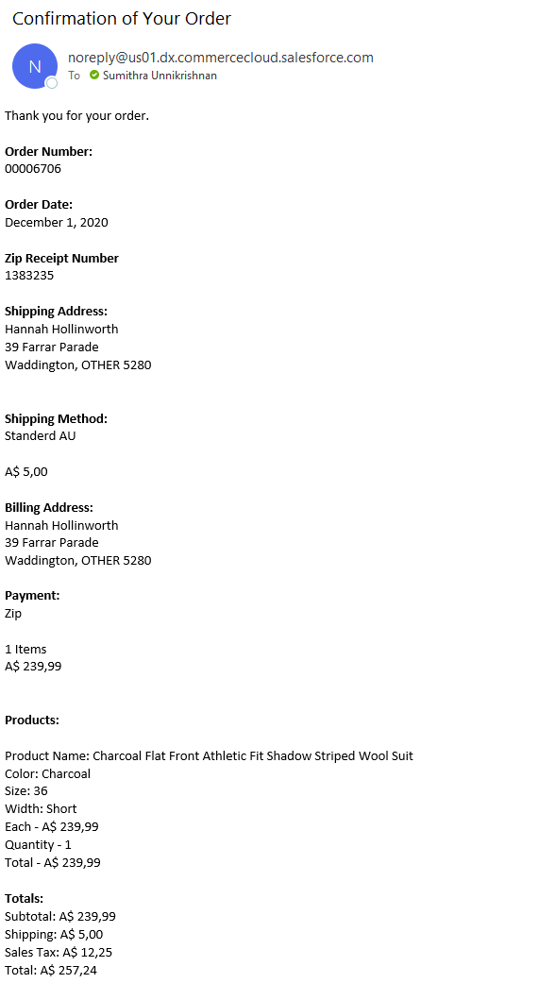 Confirmation of Your Order
N
noreply@us01.dx.commercecloud.salesforce.com
To Sumithra Unnikrishnan
Thank you for your order.
Order Number:
00006706
Order Date:
December 1, 2020
Zip Receipt Number
1383235
Shipping Address:
Hannah Hollinworth
39 Farrar Parade
Waddington, OTHER 5280
Shipping Method:
Standerd AU
A$ 5,00
Billing Address:
Hannah Hollinworth
39 Farrar Parade
Waddington, OTHER 5280
Payment:
Zip
1 Items
A$ 239,99
Products:
Product Name: Charcoal Flat Front Athletic Fit Shadow Striped Wool Suit
Color: Charcoal
Size: 36
Width: Short
Each - A$ 239,99
Quantity - 1
Total - A$ 239,99
Totals:
Subtotal: A$ 239,99
Shipping: A$ 5,00
Sales Tax: A$ 12,25
Total: A$ 257,24